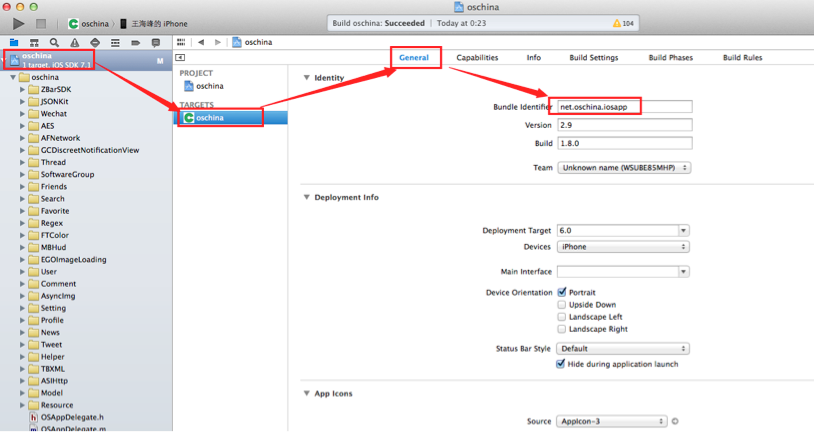 oschina
oschina 〉 王海峰的 iPhone
Build oschina: Succeeded | Today at 0:23
104
oschina
oschina
1 target, iOS SDK 7.1
M
oschina
ZBarSDK
JSONKit
Wechat
AES
AFNetwork
GCDiscreetNotificationView
Thread
SoftwareGroup
Friends
Search
Favorite
Regex
FTColor
MBHud
EGOImageLoading
User
Comment
AsyncImg
Setting
Profile
News
Tweet
Helper
TBXML
ASIHttp
Model
Resource
OSAppDelegate.h
OSAppDelegate.m
PROJECT
oschina
TARGETS
oschina
General
Capabilities
Info
Build Settings
Build Phases
Build Rules
Identity
Bundle Identifier net.oschina.iosapp
Version 2.9
Build 1.8.0
Team Unknown name (WSUBE85MHP)
Deployment Info
Deployment Target 6.0
Devices iPhone
Main Interface
Device Orientation Portrait
Upside Down
Landscape Left
Landscape Right
Status Bar Style Default
Hide during application launch
App Icons
Source AppIcon-3